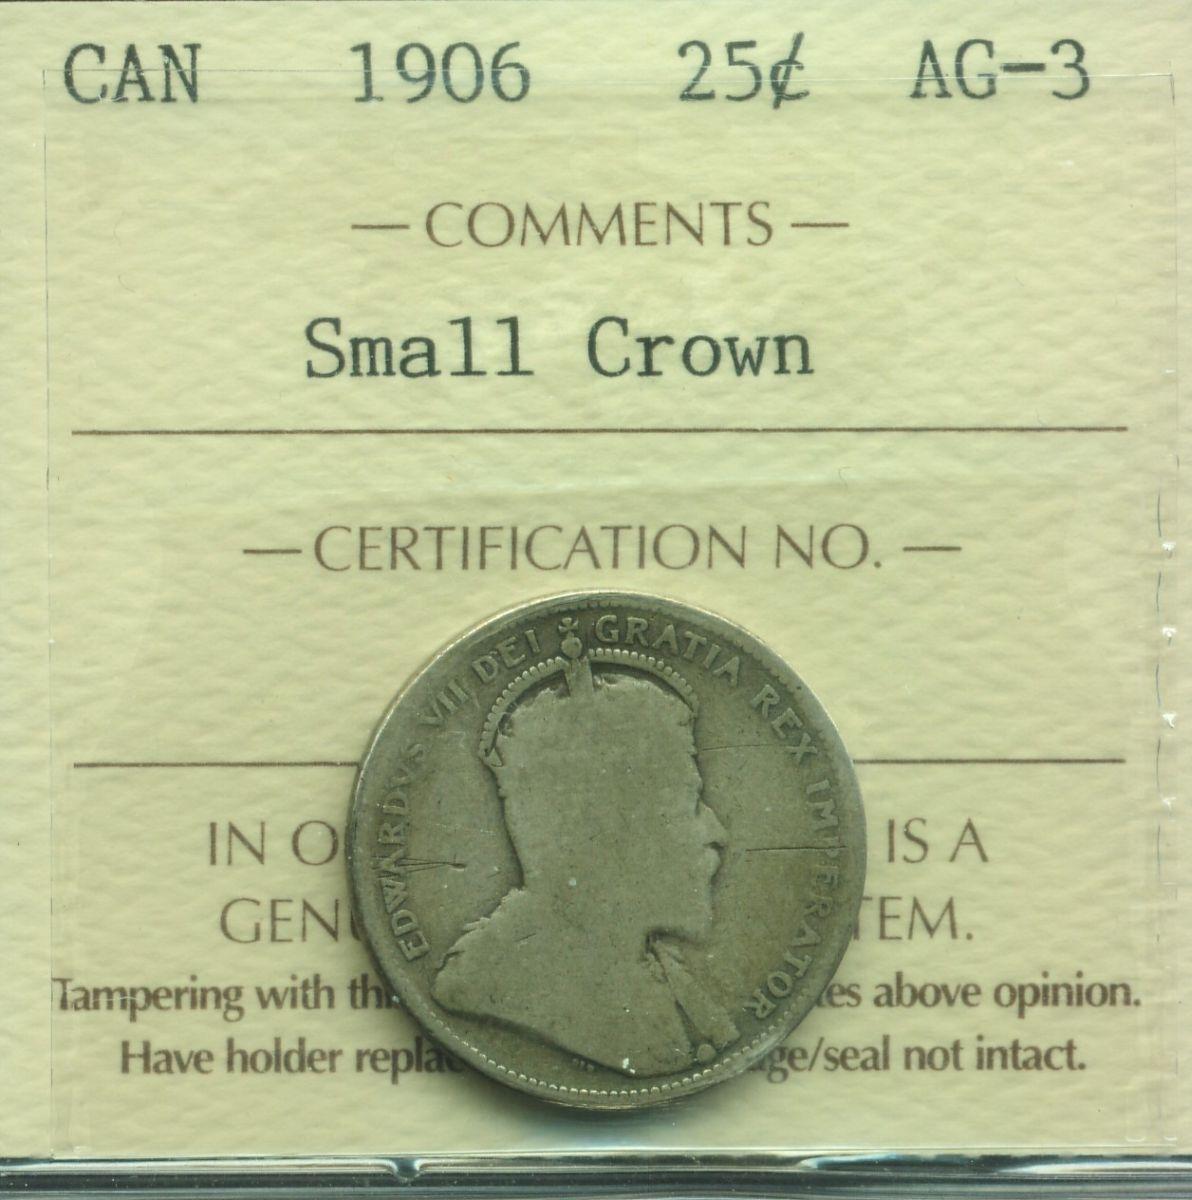 CAN 1906 25¢ AG-3
— COMMENTS —
Small Crown
— CERTIFICATION NO. —
EDWARDVS VII DEI GRATIA REX IMPERATOR
IN O IS A
GEN TEM.
Tampering with th es above opinion.
Have holder repla ge/seal not intact.